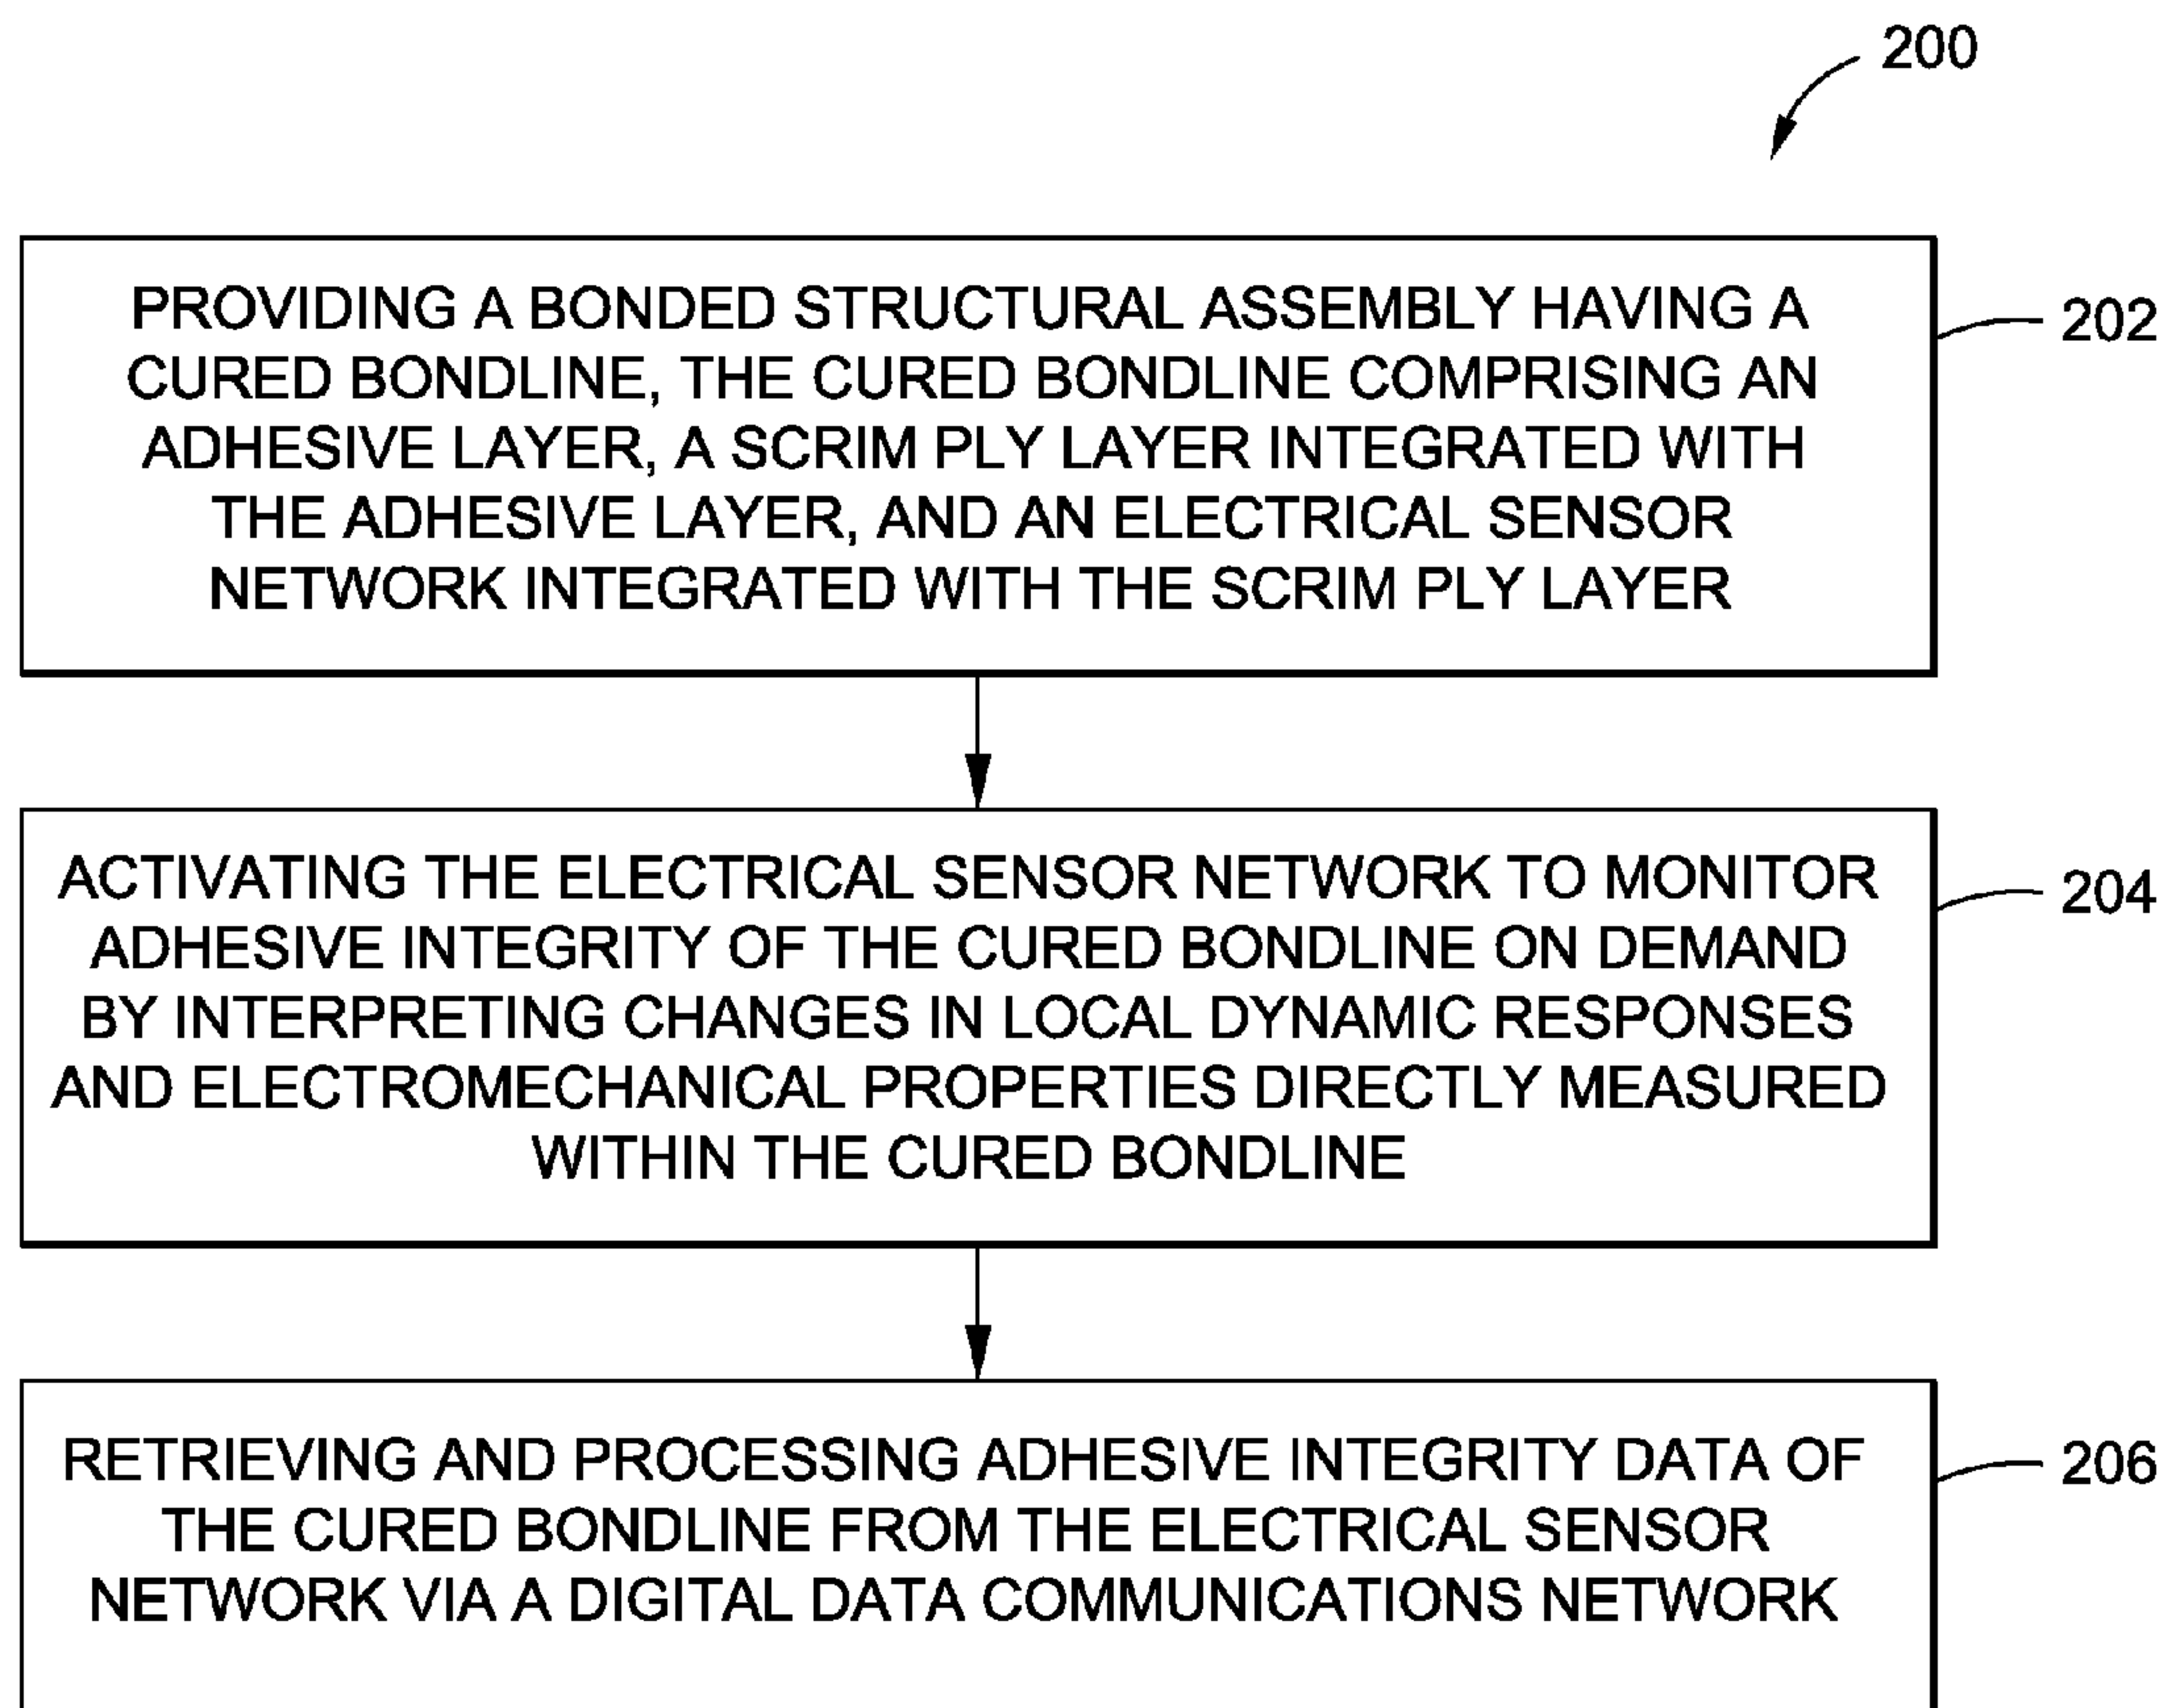 200
PROVIDING A BONDED STRUCTURAL ASSEMBLY HAVING A
CURED BONDLINE, THE CURED BONDLINE COMPRISING AN
ADHESIVE LAYER, A SCRIM PLY LAYER INTEGRATED WITH
THE ADHESIVE LAYER, AND AN ELECTRICAL SENSOR
NETWORK INTEGRATED WITH THE SCRIM PLY LAYER
202
ACTIVATING THE ELECTRICAL SENSOR NETWORK TO MONITOR
ADHESIVE INTEGRITY OF THE CURED BONDLINE ON DEMAND
BY INTERPRETING CHANGES IN LOCAL DYNAMIC RESPONSES
AND ELECTROMECHANICAL PROPERTIES DIRECTLY MEASURED
WITHIN THE CURED BONDLINE
204
RETRIEVING AND PROCESSING ADHESIVE INTEGRITY DATA OF
THE CURED BONDLINE FROM THE ELECTRICAL SENSOR
NETWORK VIA A DIGITAL DATA COMMUNICATIONS NETWORK
206